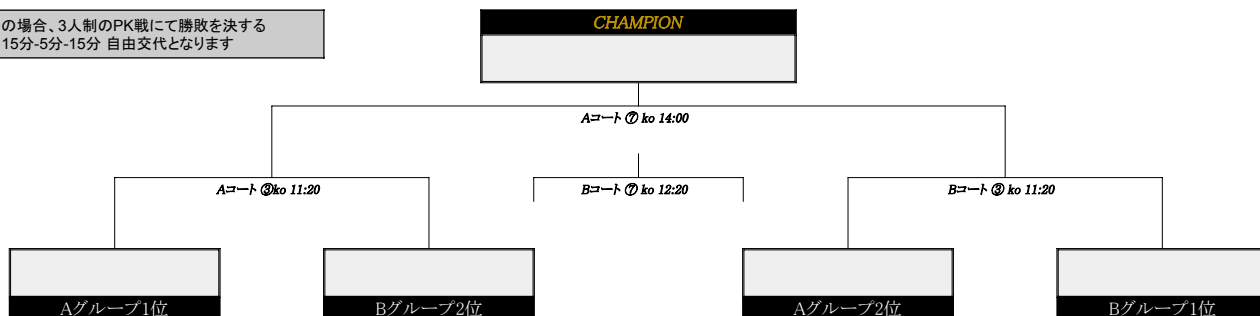 の場合、3人制のPK戦にて勝敗を決する
15分-5分-15分 自由交代となります
CHAMPION
Aコート ⑦ ko 14:00
Aコート ③ko 11:20
Bコート ⑦ ko 12:20
Bコート ③ ko 11:20
Aグループ1位
Bグループ2位
Aグループ2位
Bグループ1位